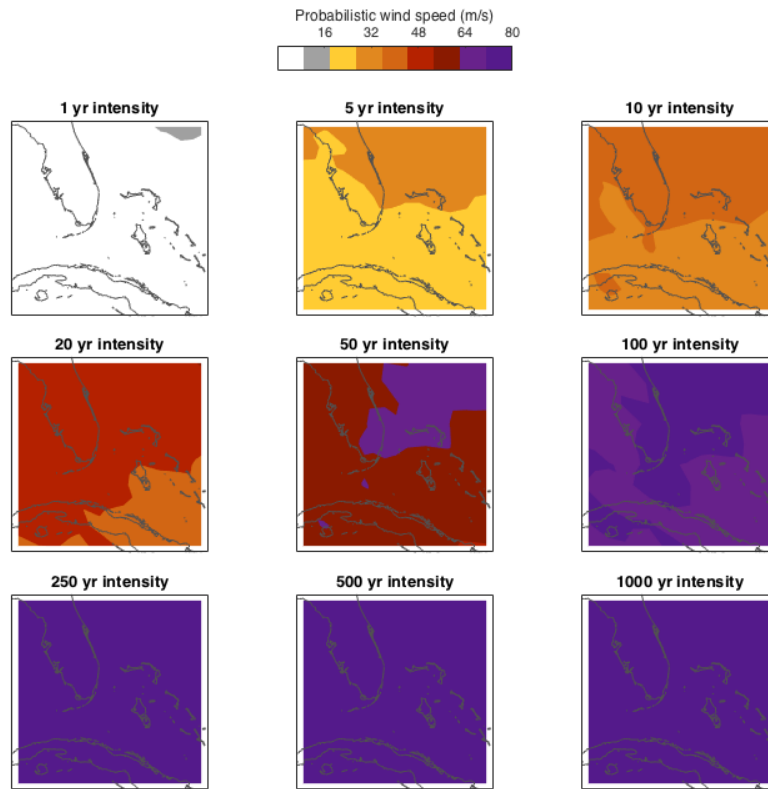 Probabilistic wind speed (m/s)
16 32 48 64 80
1 yr intensity
5 yr intensity
10 yr intensity
20 yr intensity
50 yr intensity
100 yr intensity
250 yr intensity
500 yr intensity
1000 yr intensity